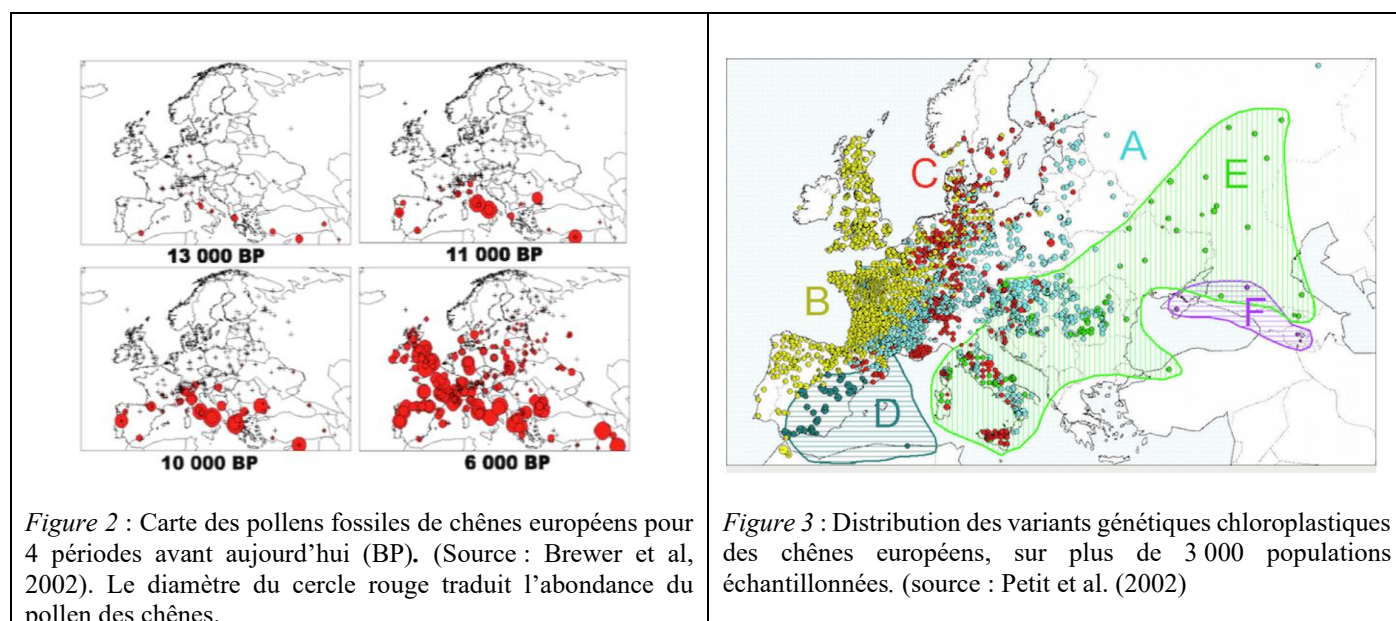 13 000 BP
11 000 BP
10 000 BP
6 000 BP
Figure 2 : Carte des pollens fossiles de chênes européens pour
4 périodes avant aujourd’hui (BP). (Source : Brewer et al,
2002). Le diamètre du cercle rouge traduit l’abondance du
pollen des chênes.
A
B
C
D
E
F
Figure 3 : Distribution des variants génétiques chloroplastiques
des chênes européens, sur plus de 3 000 populations
échantillonnées. (source : Petit et al. (2002)